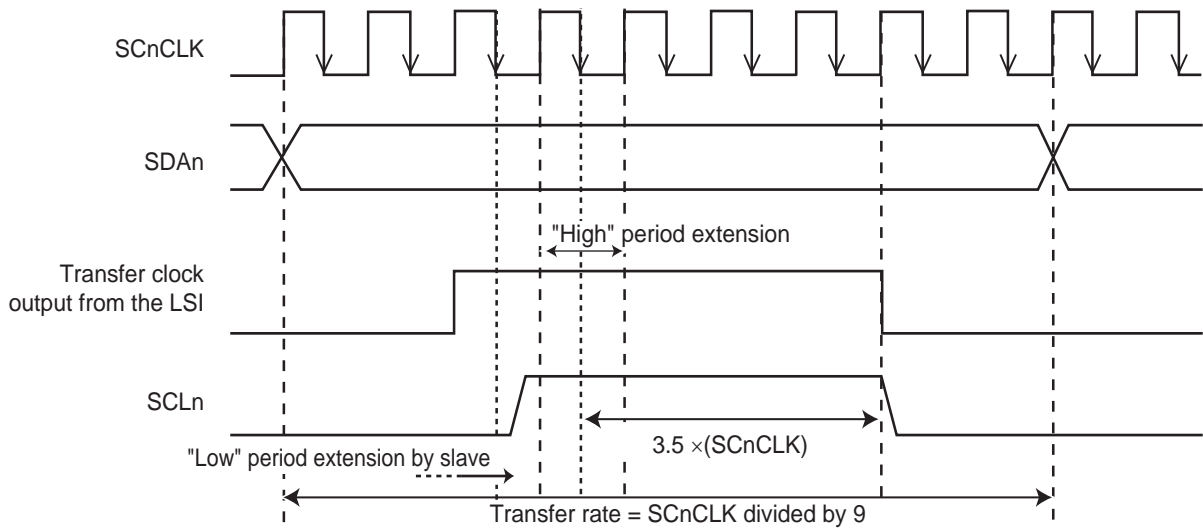 SCnCLK
SDAn
"High" period extension
Transfer clock
output from the LSI
SCLn
3.5 ×(SCnCLK)
"Low" period extension by slave
Transfer rate = SCnCLK divided by 9